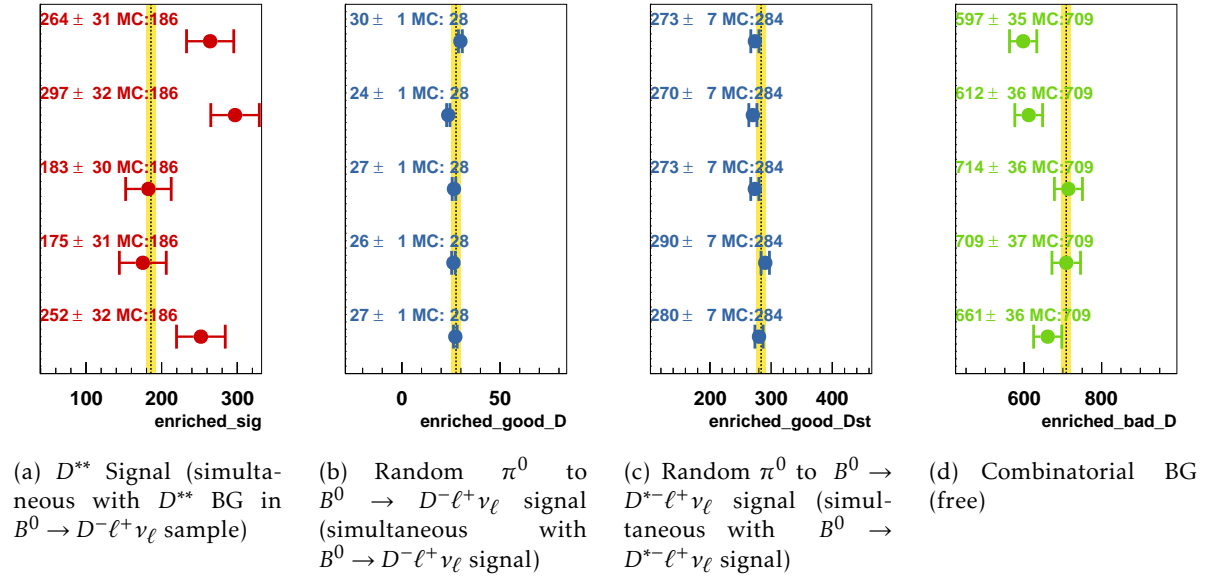 264 ± 31 MC:186
297 ± 32 MC:186
183 ± 30 MC:186
175 ± 31 MC:186
252 ± 32 MC:186
100 200 300
enriched_sig
(a) D** Signal (simulta-
neous with D** BG in
B⁰ → D⁻ℓ⁺νℓ sample)
30 ± 1 MC: 28
24 ± 1 MC: 28
27 ± 1 MC: 28
26 ± 1 MC: 28
27 ± 1 MC: 28
0 50
enriched_good_D
(b) Random π⁰ to
B⁰ → D⁻ℓ⁺νℓ signal
(simultaneous with
B⁰ → D⁻ℓ⁺νℓ signal)
273 ± 7 MC:284
270 ± 7 MC:284
273 ± 7 MC:284
290 ± 7 MC:284
280 ± 7 MC:284
200 300 400
enriched_good_Dst
(c) Random π⁰ to B⁰ →
D*⁻ℓ⁺νℓ signal (simul-
taneous with B⁰ →
D*⁻ℓ⁺νℓ signal)
597 ± 35 MC:709
612 ± 36 MC:709
714 ± 36 MC:709
709 ± 37 MC:709
661 ± 36 MC:709
600 800
enriched_bad_D
(d) Combinatorial BG
(free)